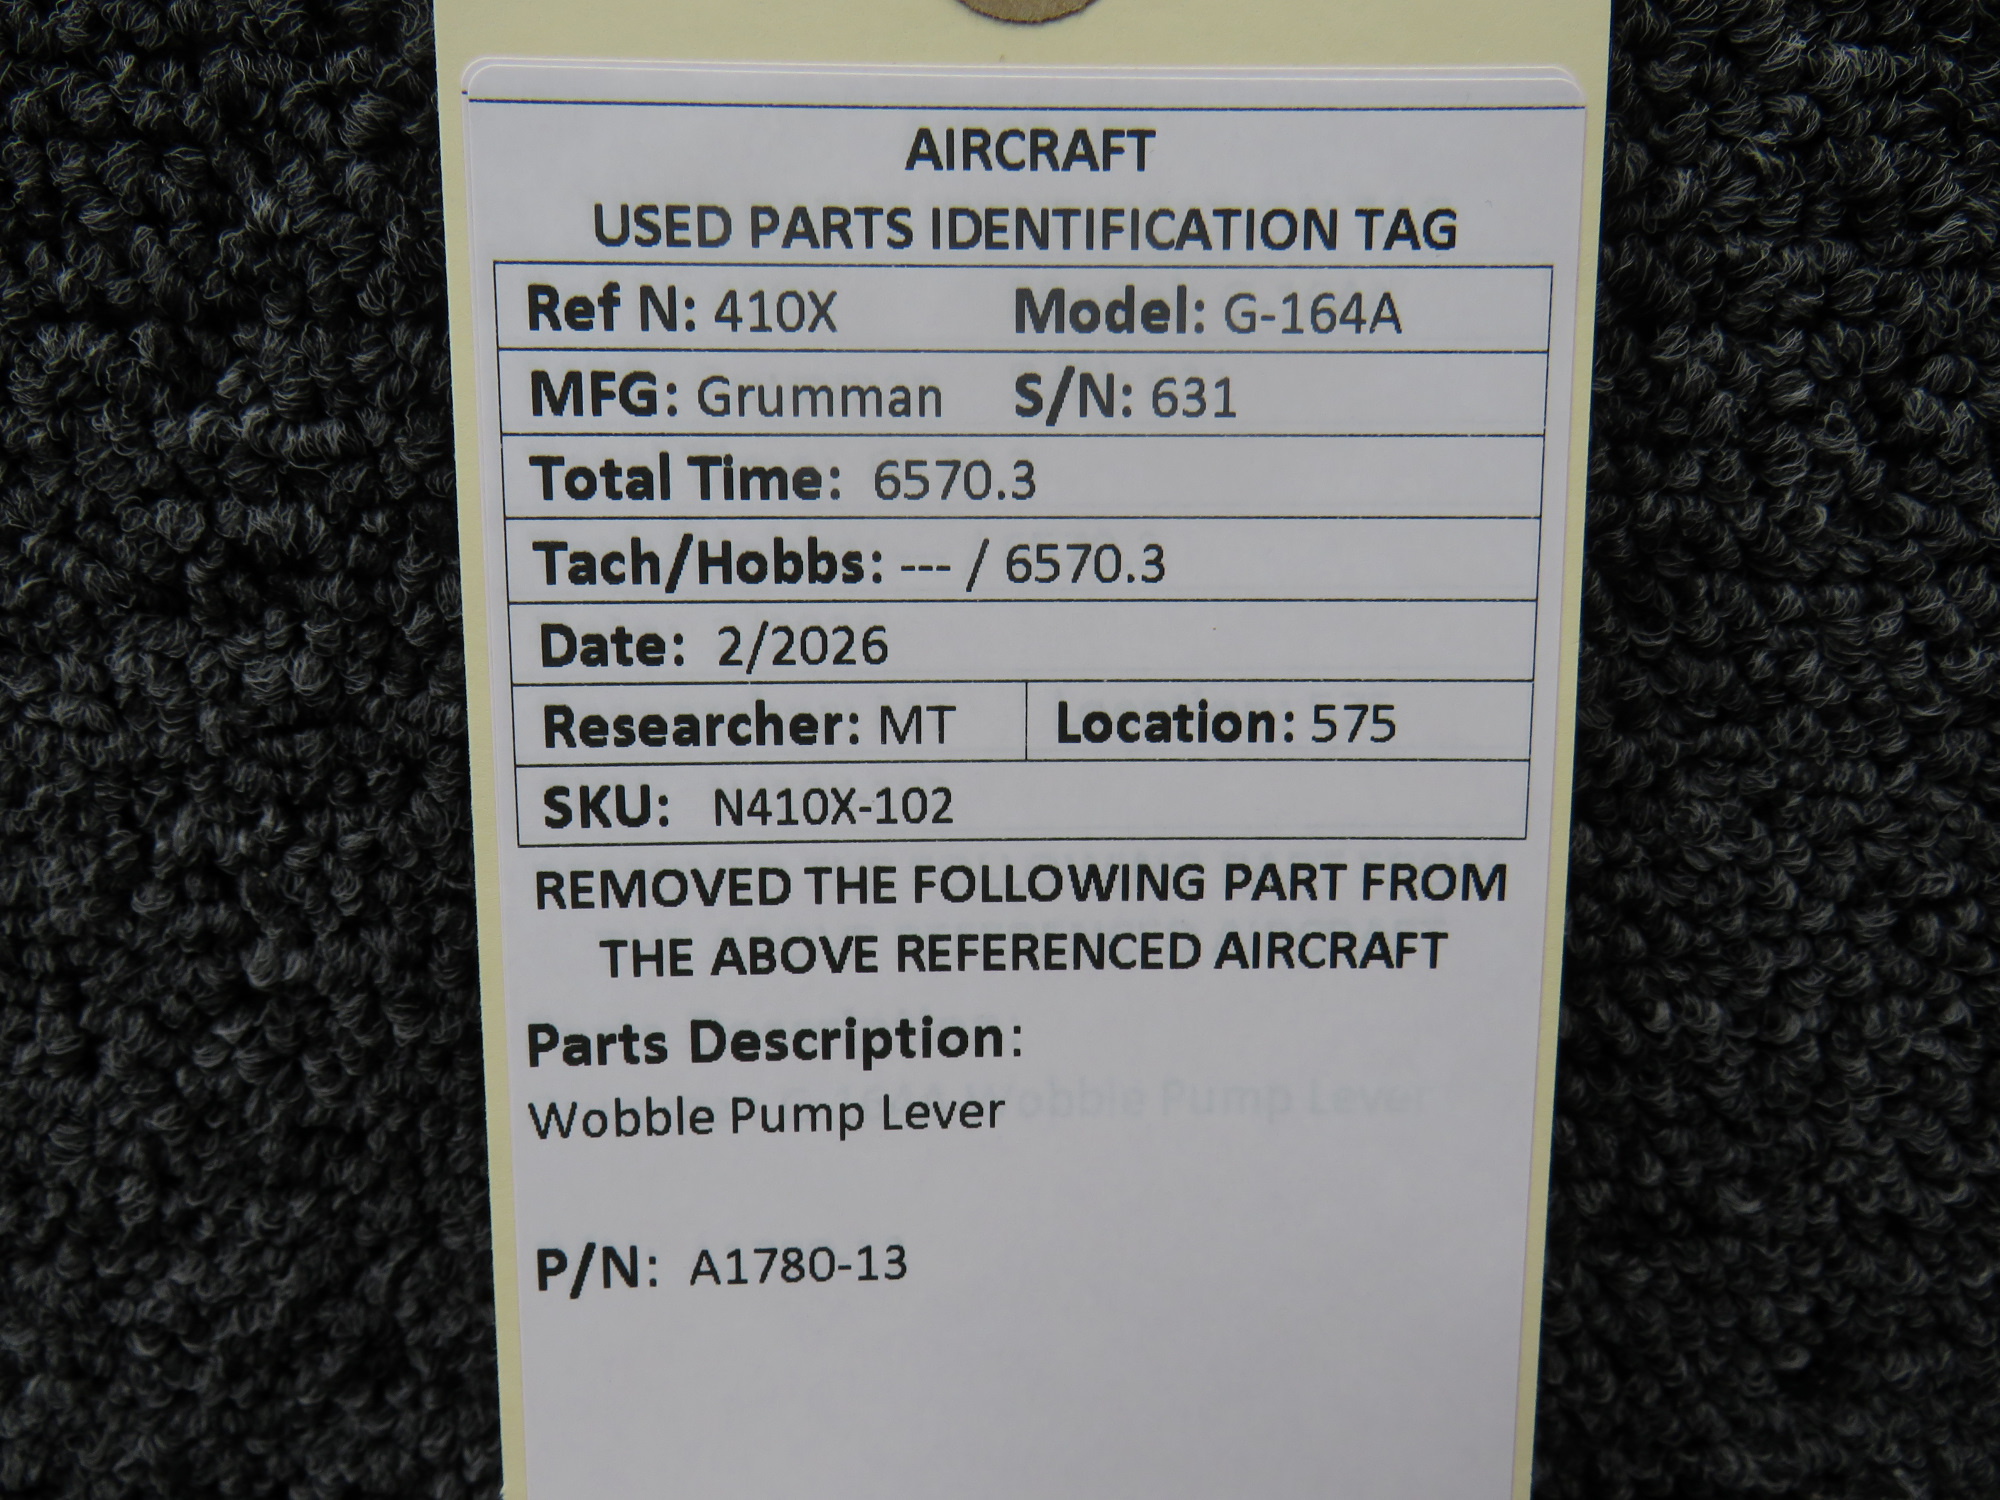 AIRCRAFT
USED PARTS IDENTIFICATION TAG
Ref N: 410X Model: G-164A
MFG: Grumman S/N: 631
Total Time: 6570.3
Tach/Hobbs: --- / 6570.3
Date: 2/2026
Researcher: MT Location: 575
SKU: N410X-102
REMOVED THE FOLLOWING PART FROM
THE ABOVE REFERENCED AIRCRAFT
Parts Description:
Wobble Pump Lever
P/N: A1780-13